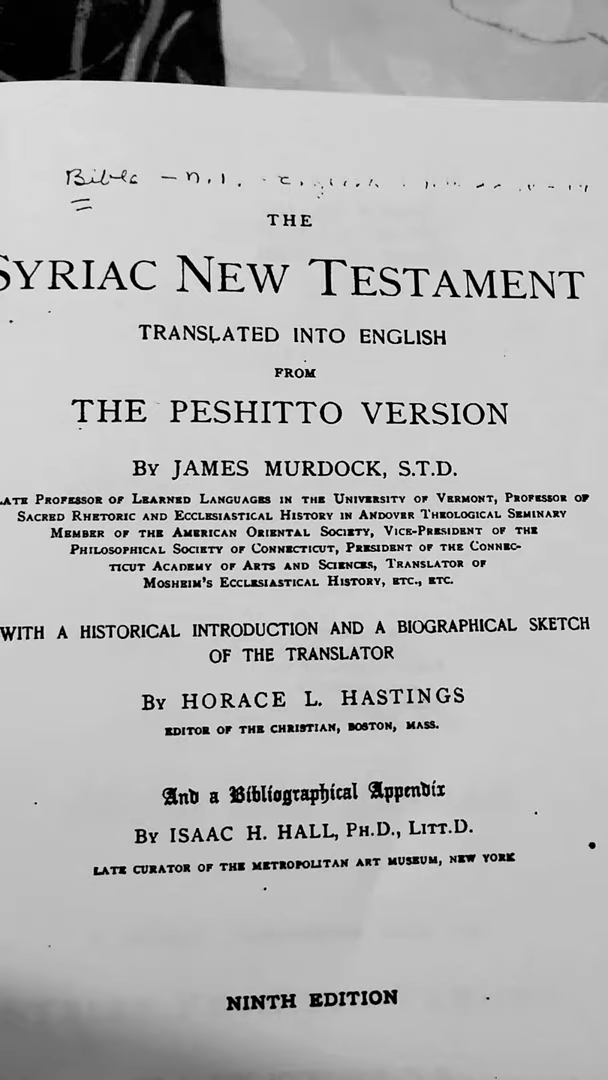 Bible - N.T.
THE
SYRIAC NEW TESTAMENT
TRANSLATED INTO ENGLISH
FROM
THE PESHITTO VERSION
BY JAMES MURDOCK, S.T.D.
LATE PROFESSOR OF LEARNED LANGUAGES IN THE UNIVERSITY OF VERMONT, PROFESSOR OF
SACRED RHETORIC AND ECCLESIASTICAL HISTORY IN ANDOVER THEOLOGICAL SEMINARY
MEMBER OF THE AMERICAN ORIENTAL SOCIETY, VICE-PRESIDENT OF THE
PHILOSOPHICAL SOCIETY OF CONNECTICUT, PRESIDENT OF THE CONNEC-
TICUT ACADEMY OF ARTS AND SCIENCES, TRANSLATOR OF
MOSHEIM'S ECCLESIASTICAL HISTORY, ETC., ETC.
WITH A HISTORICAL INTRODUCTION AND A BIOGRAPHICAL SKETCH
OF THE TRANSLATOR
BY HORACE L. HASTINGS
EDITOR OF THE CHRISTIAN, BOSTON, MASS.
And a Bibliographical Appendix
BY ISAAC H. HALL, PH.D., LITT.D.
LATE CURATOR OF THE METROPOLITAN ART MUSEUM, NEW YORK
NINTH EDITION